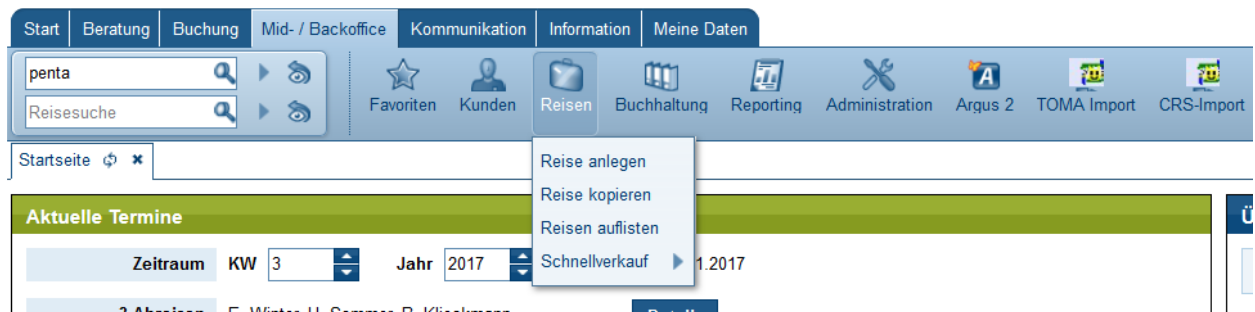 Start Beratung Buchung Mid- / Backoffice Kommunikation Information Meine Daten
penta
Reisesuche
Favoriten Kunden Reisen Buchhaltung Reporting Administration Argus 2 TOMA Import CRS-Import
Startseite
Reise anlegen
Reise kopieren
Reisen auflisten
Schnellverkauf
Aktuelle Termine
Zeitraum KW 3 Jahr 2017 1.2017